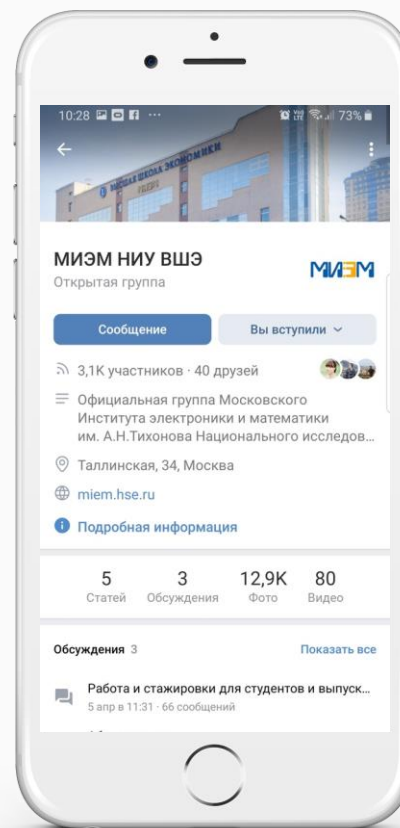 10:28 ... 73%
ВЫСШАЯ ШКОЛА ЭКОНОМИКИ
МИЭМ НИУ ВШЭ
МИЭМ
Открытая группа
Сообщение
Вы вступили
3,1K участников · 40 друзей
Официальная группа Московского
Института электроники и математики
им. А.Н.Тихонова Национального исследов...
Таллинская, 34, Москва
miem.hse.ru
Подробная информация
5 3 12,9K 80
Статей Обсуждения Фото Видео
Обсуждения 3 Показать все
Работа и стажировки для студентов и выпуск...
5 апр в 11:31 · 66 сообщений